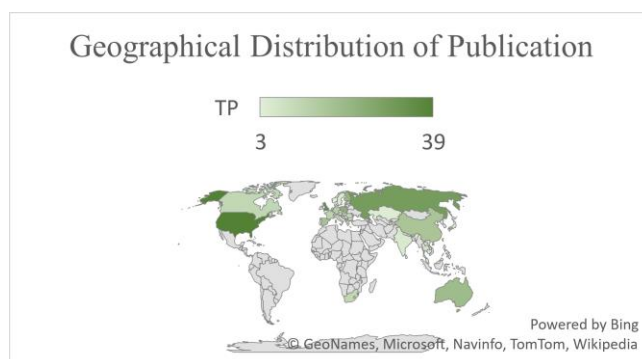 Geographical Distribution of Publication
TP
3 39
Powered by Bing
© GeoNames, Microsoft, Navinfo, TomTom, Wikipedia